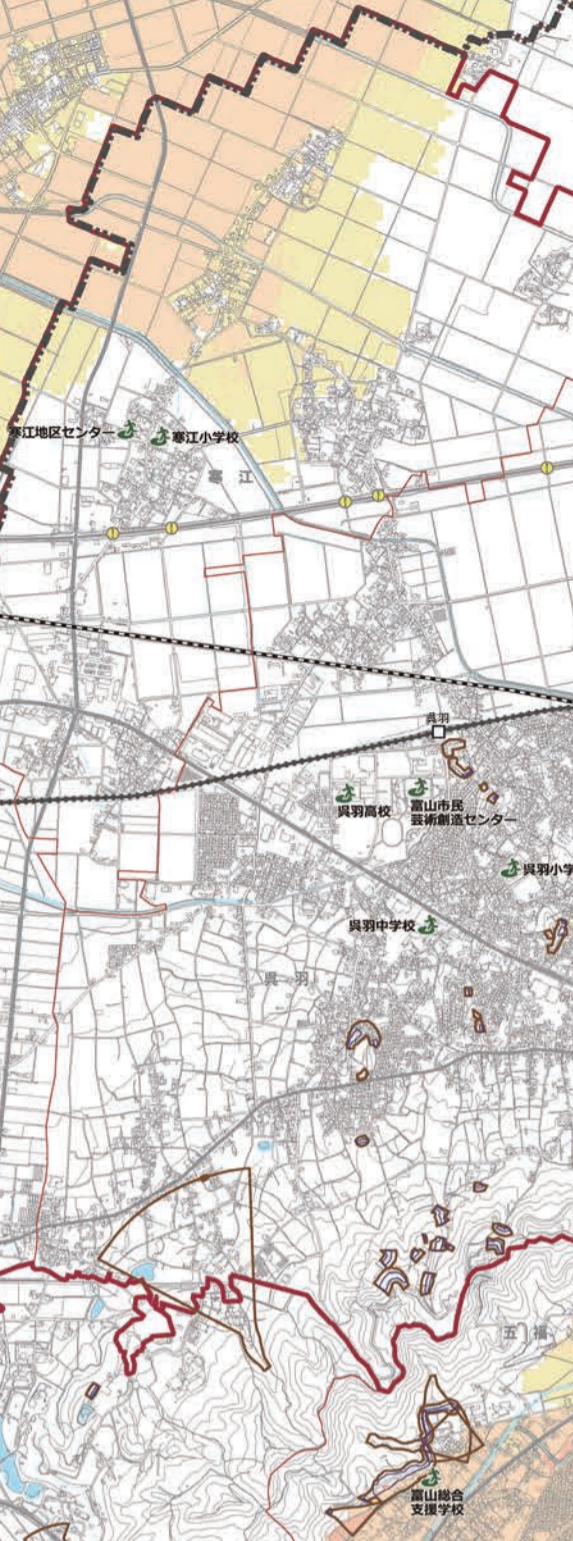 寒江地区センター
寒江小学校
寒江
呉羽
呉羽高校
富山市民
芸術創造センター
呉羽小学
呉羽中学校
呉羽
五福
富山総合
支援学校